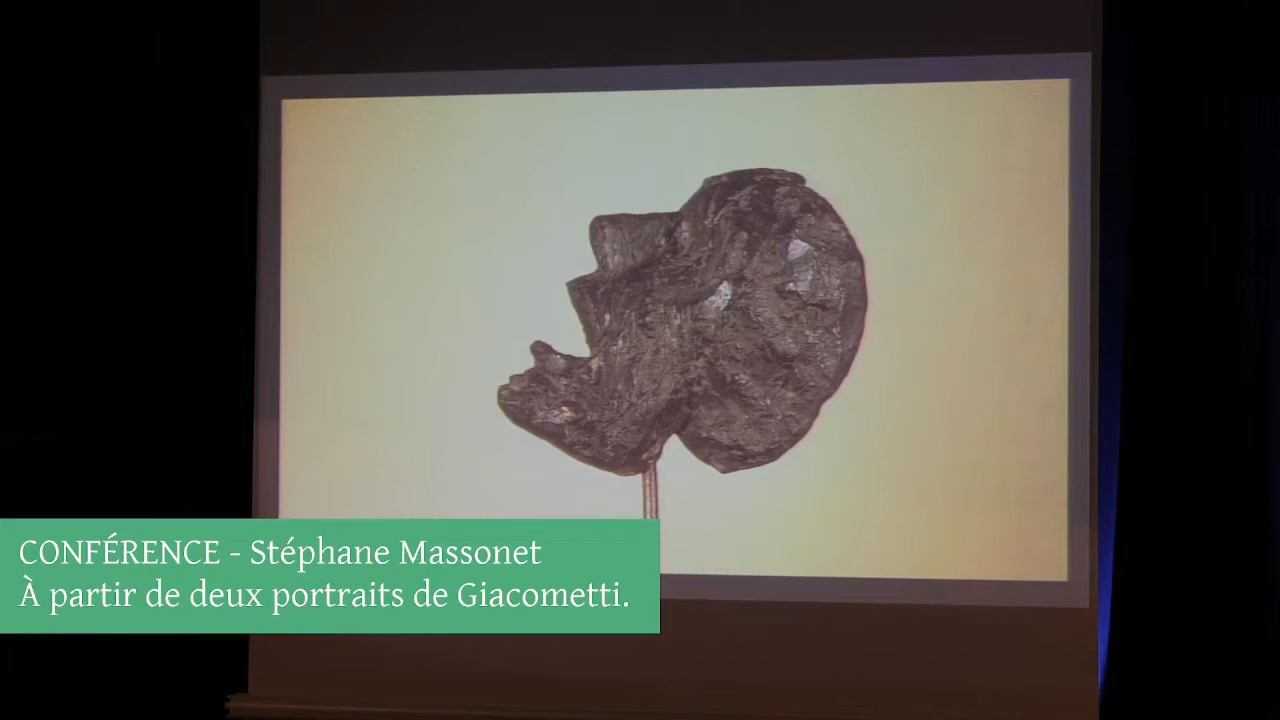 CONFÉRENCE - Stéphane Massonet
À partir de deux portraits de Giacometti.